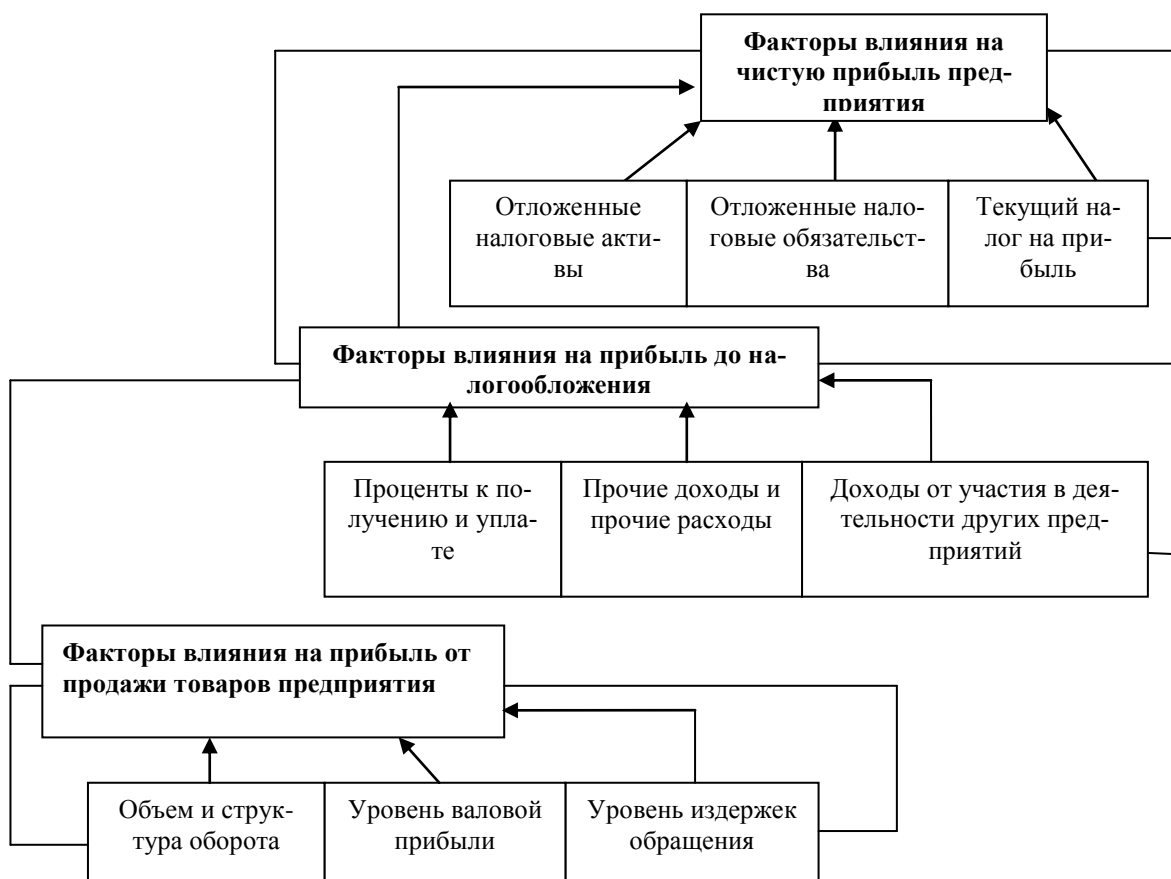 Факторы влияния на
чистую прибыль пред-
приятия
Отложенные
налоговые акти-
вы
Отложенные нало-
говые обязательст-
ва
Текущий на-
лог на при-
быль
Факторы влияния на прибыль до на-
логообложения
Проценты к по-
лучению и упла-
те
Прочие доходы и
прочие расходы
Доходы от участия в дея-
тельности других пред-
приятий
Факторы влияния на прибыль от
продажи товаров предприятия
Объем и струк-
тура оборота
Уровень валовой
прибыли
Уровень издержек
обращения